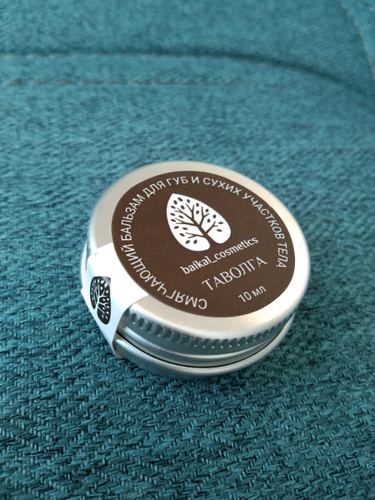 СМЯГЧАЮЩИЙ БАЛЬЗАМ ДЛЯ ГУБ И СУХИХ УЧАСТКОВ ТЕЛА
baikal_cosmetics
ТАВОЛГА
10 мл